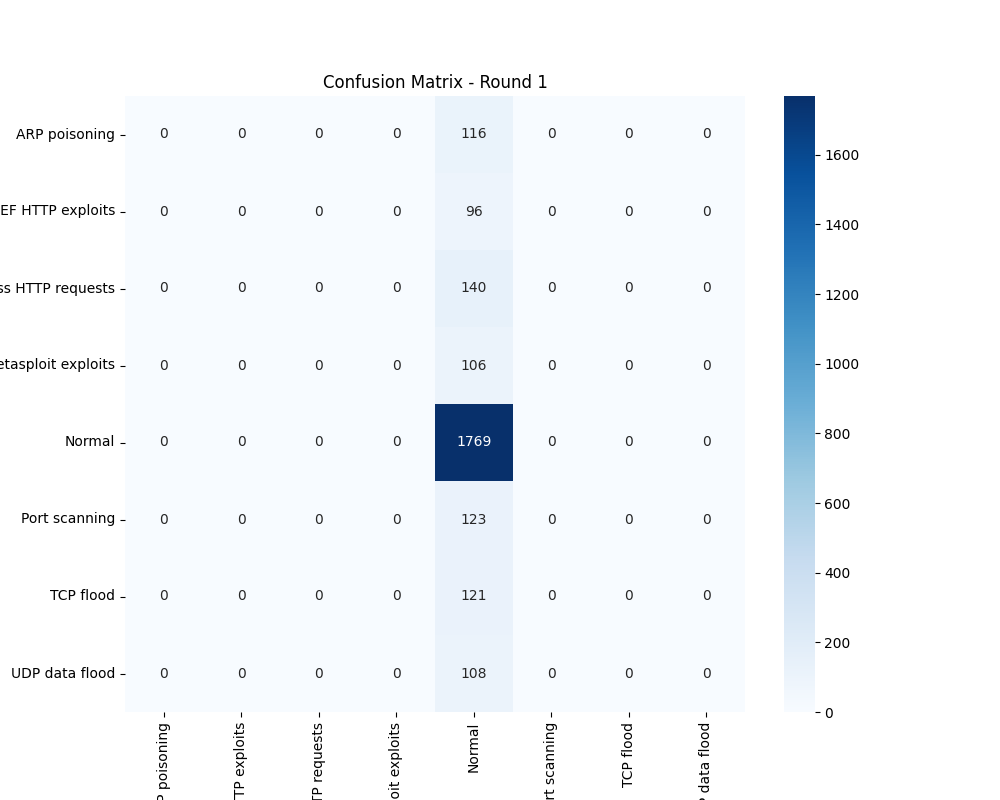 Confusion Matrix - Round 1
ARP poisoning 0 0 0 0 116 0 0 0
EF HTTP exploits 0 0 0 0 96 0 0 0
ss HTTP requests 0 0 0 0 140 0 0 0
etasploit exploits 0 0 0 0 106 0 0 0
Normal 0 0 0 0 1769 0 0 0
Port scanning 0 0 0 0 123 0 0 0
TCP flood 0 0 0 0 121 0 0 0
UDP data flood 0 0 0 0 108 0 0 0
P poisoning
TTP exploits
TP requests
oit exploits
Normal
rt scanning
TCP flood
P data flood
1600
1400
1200
1000
800
600
400
200
0